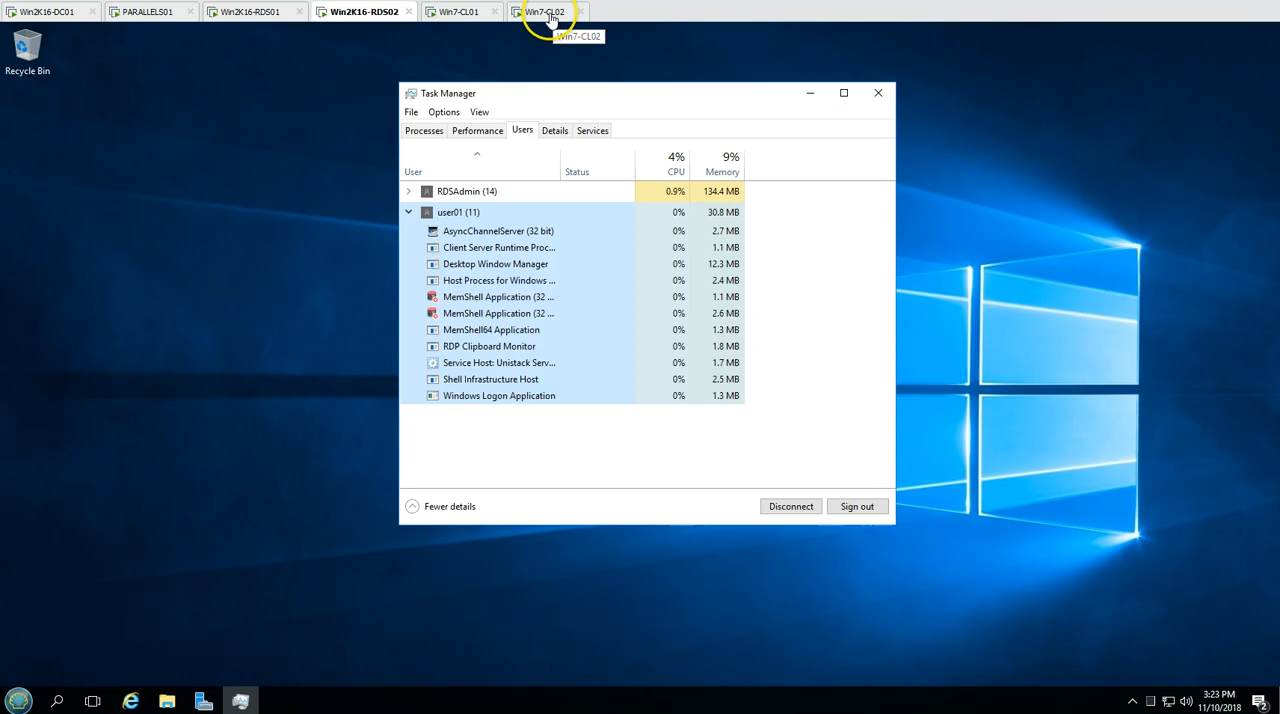 Win2K16-DC01
PARALLELS01
Win2K16-RDS01
Win2K16-RDS02
Win7-CL01
Win7-CL02
Win7-CL02
Recycle Bin
Task Manager
File Options View
Processes Performance Users Details Services
4% 9%
User Status CPU Memory
RDSAdmin (14) 0.9% 134.4 MB
user01 (11) 0% 30.8 MB
AsyncChannelServer (32 bit) 0% 2.7 MB
Client Server Runtime Proc... 0% 1.1 MB
Desktop Window Manager 0% 12.3 MB
Host Process for Windows ... 0% 2.4 MB
MemShell Application (32 ... 0% 1.1 MB
MemShell Application (32 ... 0% 2.6 MB
MemShell64 Application 0% 1.3 MB
RDP Clipboard Monitor 0% 1.8 MB
Service Host: Unistack Serv... 0% 1.7 MB
Shell Infrastructure Host 0% 2.5 MB
Windows Logon Application 0% 1.3 MB
Fewer details Disconnect Sign out
3:23 PM
11/10/2018
2